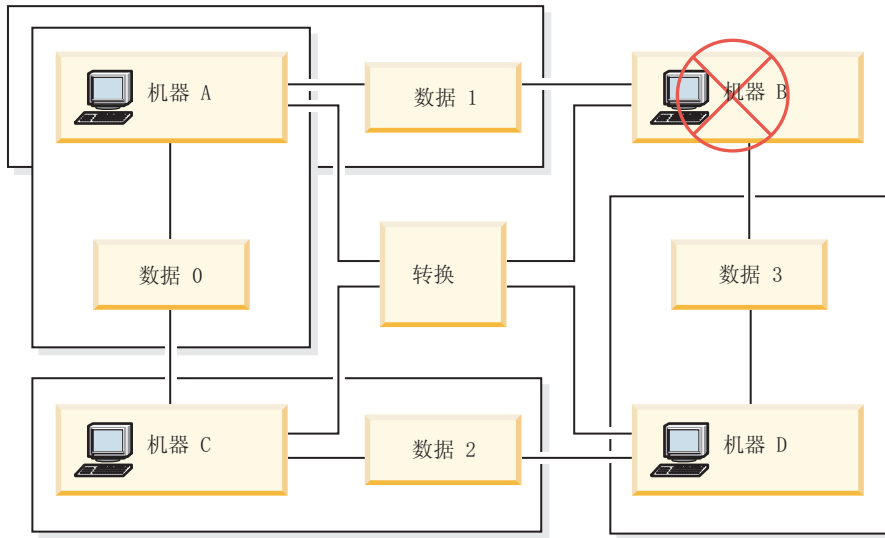 机器 A
数据 1
机器 B
数据 0
转换
数据 3
机器 C
数据 2
机器 D